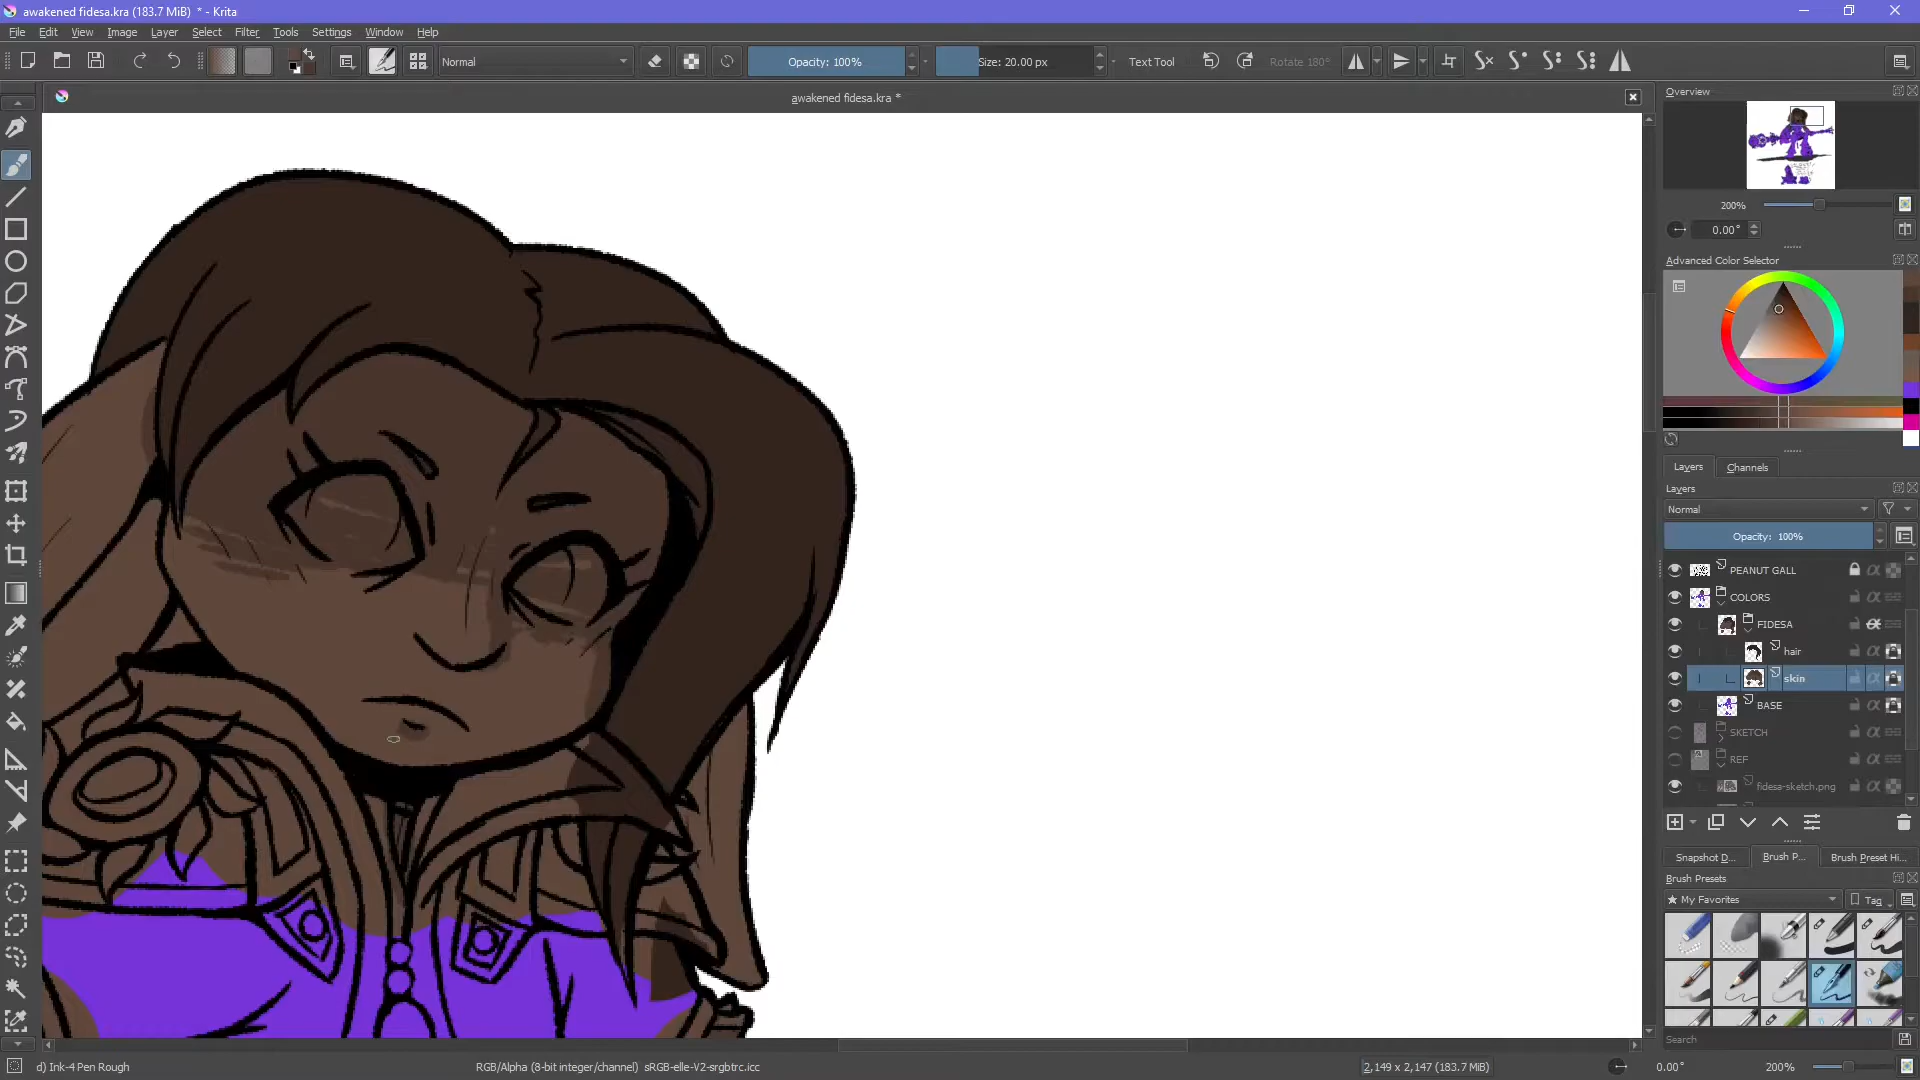 awakened fidesa.kra (183.7 MiB) * - Krita
File Edit View Image Layer Select Filter Tools Settings Window Help
Normal Opacity: 100% Size: 20.00 px Text Tool Rotate 180°
awakened fidesa.kra *
Overview
200%
0.00°
Advanced Color Selector
Layers Channels
Layers
Normal
Opacity: 100%
PEANUT GALL
COLORS
FIDESA
hair
skin
BASE
SKETCH
REF
fidesa-sketch.png
Snapshot D... Brush P... Brush Preset Hi...
Brush Presets
★ My Favorites Tag
Search
d) Ink-4 Pen Rough RGB/Alpha (8-bit integer/channel) sRGB-elle-V2-srgbtrc.icc 2,149 x 2,147 (183.7 MiB) 0.00° 200%